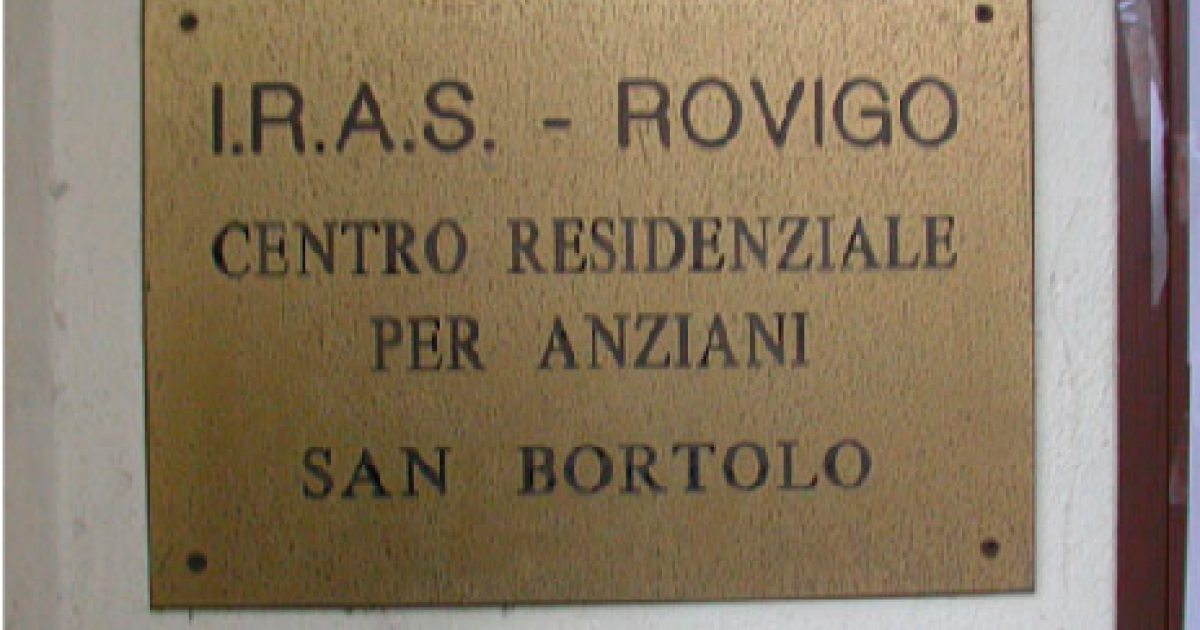 I.R.A.S. - ROVIGO
CENTRO RESIDENZIALE
PER ANZIANI
SAN BORTOLO